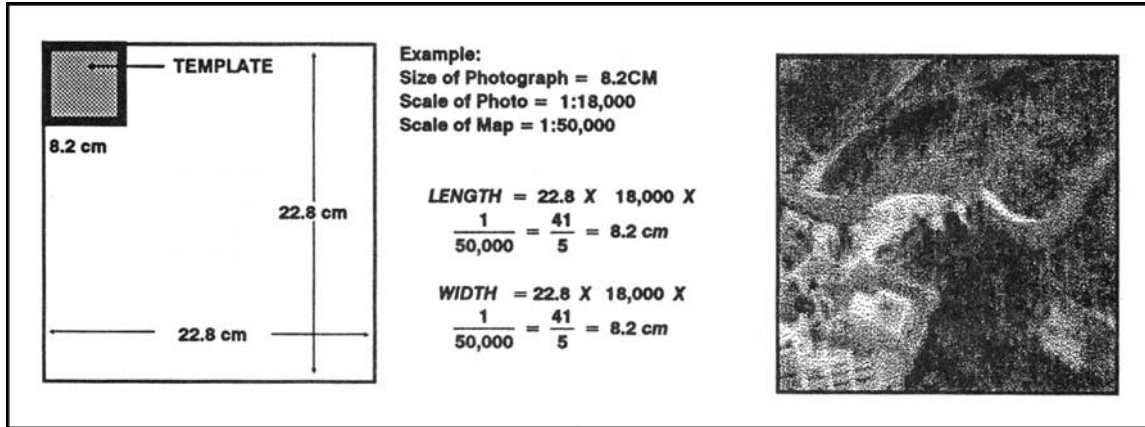 TEMPLATE
8.2 cm
22.8 cm
22.8 cm
Example:
Size of Photograph = 8.2CM
Scale of Photo = 1:18,000
Scale of Map = 1:50,000
LENGTH = 22.8 X 18,000 X
1/50,000 = 41/5 = 8.2 cm
WIDTH = 22.8 X 18,000 X
1/50,000 = 41/5 = 8.2 cm